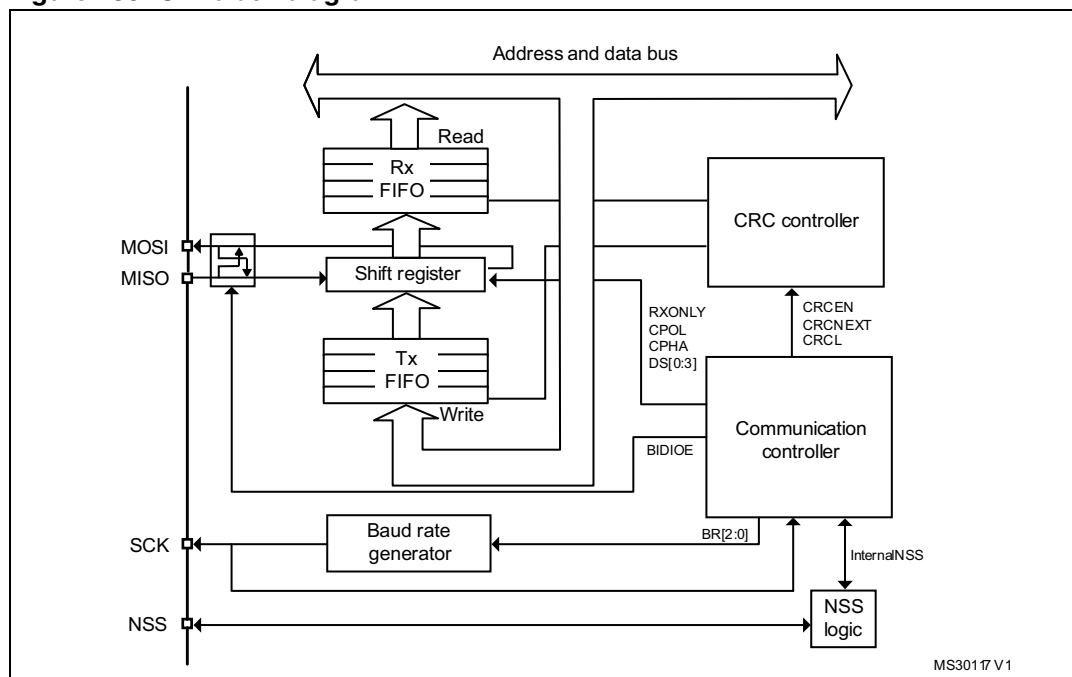 Address and data bus
Read
Rx
FIFO
CRC controller
MOSI
MISO
Shift register
RXONLY
CPOL
CPHA
DS[0:3]
CRCEN
CRCNEXT
CRCL
Tx
FIFO
Write
Communication
controller
BIDIOE
SCK
Baud rate
generator
BR[2:0]
InternalNSS
NSS
NSS
logic
MS30117 V1